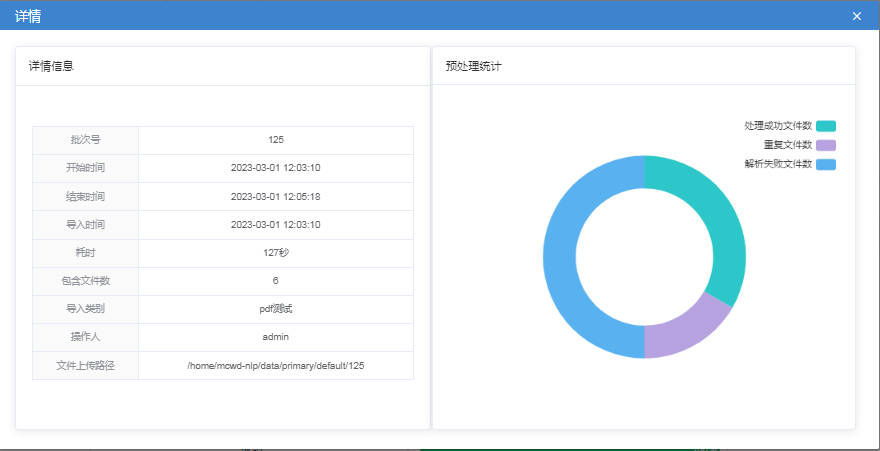 详情
详情信息
批次号 125
开始时间 2023-03-01 12:03:10
结束时间 2023-03-01 12:05:18
导入时间 2023-03-01 12:03:10
耗时 127秒
包含文件数 6
导入类别 pdf测试
操作人 admin
文件上传路径 /home/mcwd-nlp/data/primary/default/125
预处理统计
处理成功文件数
重复文件数
解析失败文件数